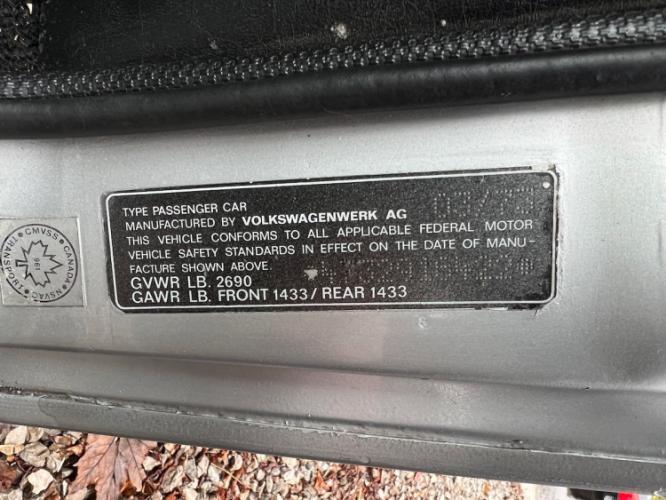 TYPE PASSENGER CAR
MANUFACTURED BY VOLKSWAGENWERK AG
THIS VEHICLE CONFORMS TO ALL APPLICABLE FEDERAL MOTOR
VEHICLE SAFETY STANDARDS IN EFFECT ON THE DATE OF MANU-
FACTURE SHOWN ABOVE.
GVWR LB. 2690
GAWR LB. FRONT 1433 / REAR 1433
TRANSPORT CANADA
CMVSS
NSVAC